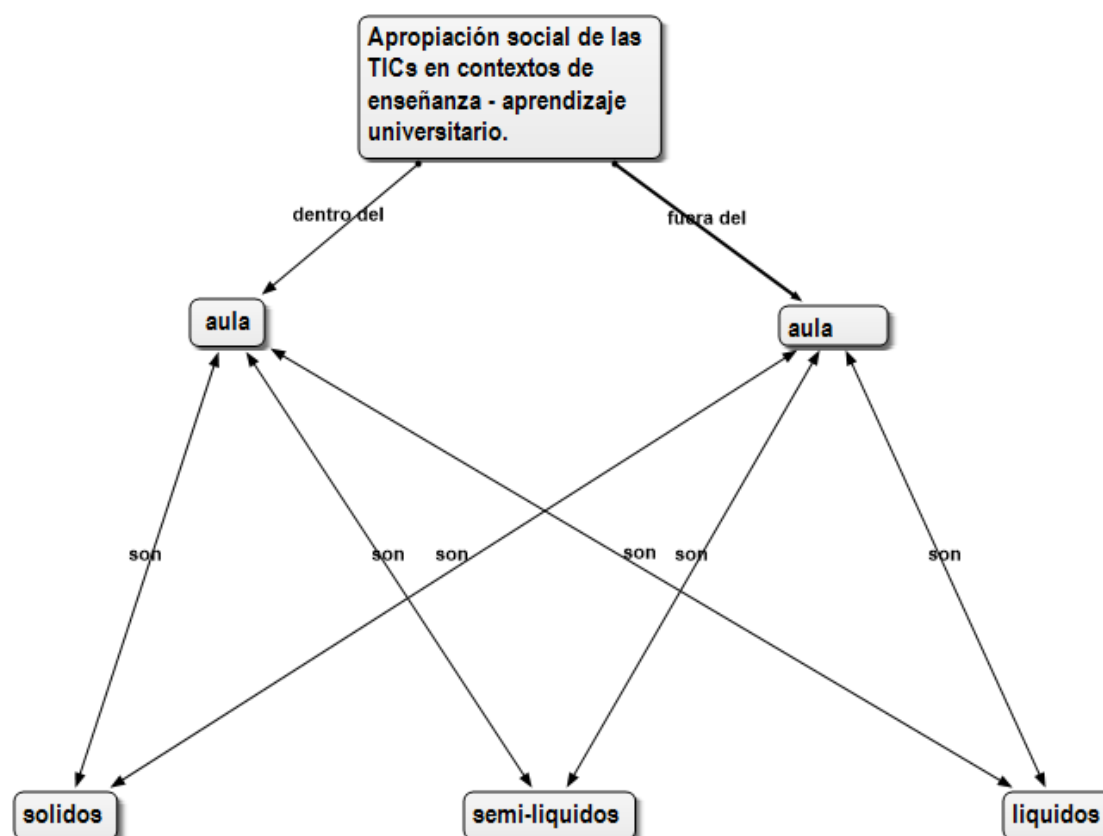 Apropiación social de las
TICs en contextos de
enseñanza - aprendizaje
universitario.
dentro del
fuera del
aula
aula
son
son
son
son
son
son
solidos
semi-liquidos
liquidos